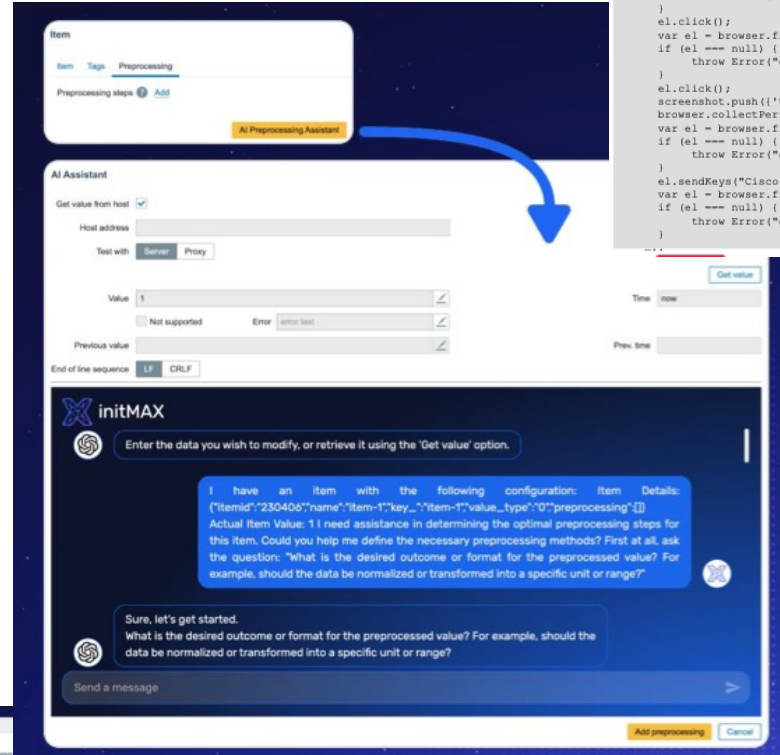 Item
Item Tags Preprocessing
Preprocessing steps ? Add
AI Preprocessing Assistant
}
el.click();
var el = browser.fi
if (el === null) {
throw Error("
}
el.click();
screenshot.push({'
browser.collectPer
var el = browser.fi
if (el === null) {
throw Error("
}
el.sendKeys("Cisco
var el = browser.fi
if (el === null) {
throw Error("
}
AI Assistant
Get value from host
Host address
Test with Server Proxy
Get value
Value 1 Time now
Not supported Error error text
Previous value Prev. time
End of line sequence LF CRLF
initMAX
Enter the data you wish to modify, or retrieve it using the 'Get value' option.
I have an item with the following configuration: Item Details:
{"itemid":"230406","name":"item-1","key_":"item-1","value_type":"0","preprocessing":[]}
Actual Item Value: 1 I need assistance in determining the optimal preprocessing steps for
this item. Could you help me define the necessary preprocessing methods? First at all, ask
the question: "What is the desired outcome or format for the preprocessed value? For
example, should the data be normalized or transformed into a specific unit or range?"
Sure, let's get started.
What is the desired outcome or format for the preprocessed value? For example, should the
data be normalized or transformed into a specific unit or range?
Send a message
Add preprocessing Cancel